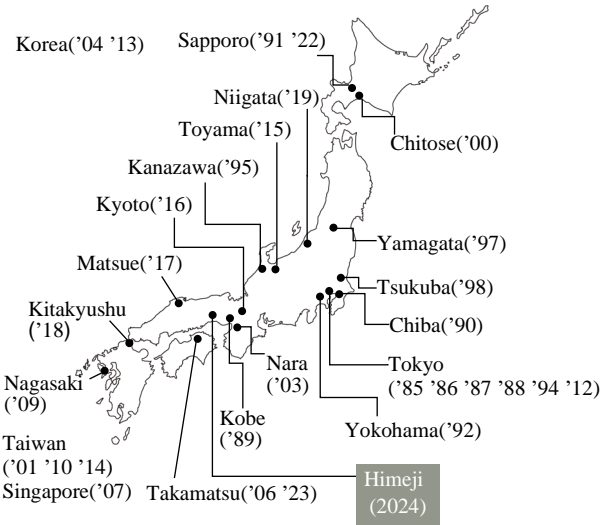 Korea(’04 ’13)
Sapporo(’91 ’22)
Niigata(’19)
Toyama(’15)
Chitose(’00)
Kanazawa(’95)
Kyoto(’16)
Yamagata(’97)
Matsue(’17)
Tsukuba(’98)
Kitakyushu
(’18)
Chiba(’90)
Nagasaki
(’09)
Nara
(’03)
Tokyo
(’85 ’86 ’87 ’88 ’94 ’12)
Kobe
(’89)
Yokohama(’92)
Taiwan
(’01 ’10 ’14)
Singapore(’07)
Takamatsu(’06 ’23)
Himeji
(2024)